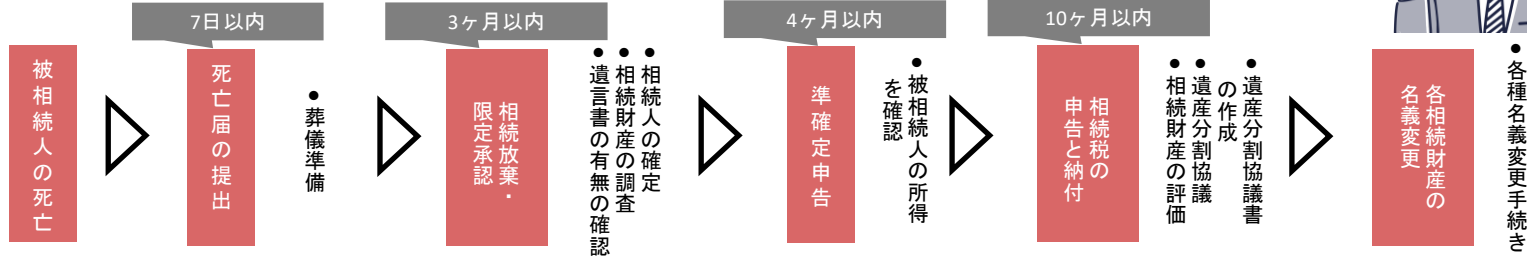 被相続人の死亡
7日以内
死亡届の提出
● 葬儀準備
3ヶ月以内
相続放棄・
限定承認
● 相続人の確定
● 相続財産の調査
● 遺言書の有無の確認
4ヶ月以内
準確定申告
● 被相続人の所得
を確認
10ヶ月以内
相続税の
申告と納付
● 遺産分割協議書
の作成
● 遺産分割協議
● 相続財産の評価
各相続財産の
名義変更
● 各種名義変更手続き